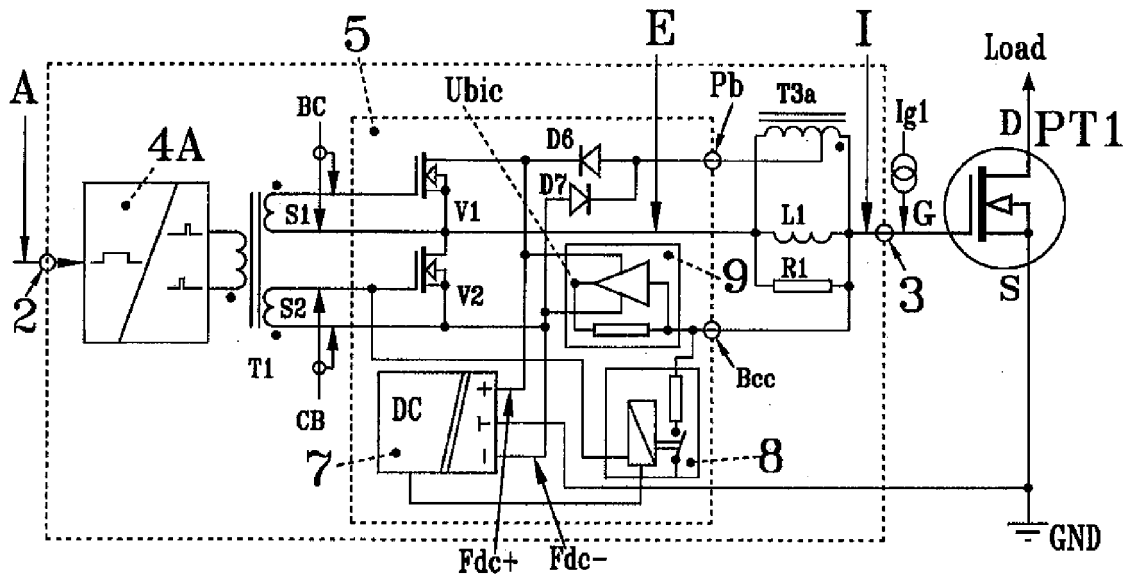 5
E
I
Load
A
BC
Ubic
Pb
T3a
Ig1
D
PT1
4A
D6
D7
S1
V1
L1
G
2
S2
V2
9
R1
3
S
T1
CB
Bcc
DC
+
T
-
7
8
Fdc+
Fdc-
GND